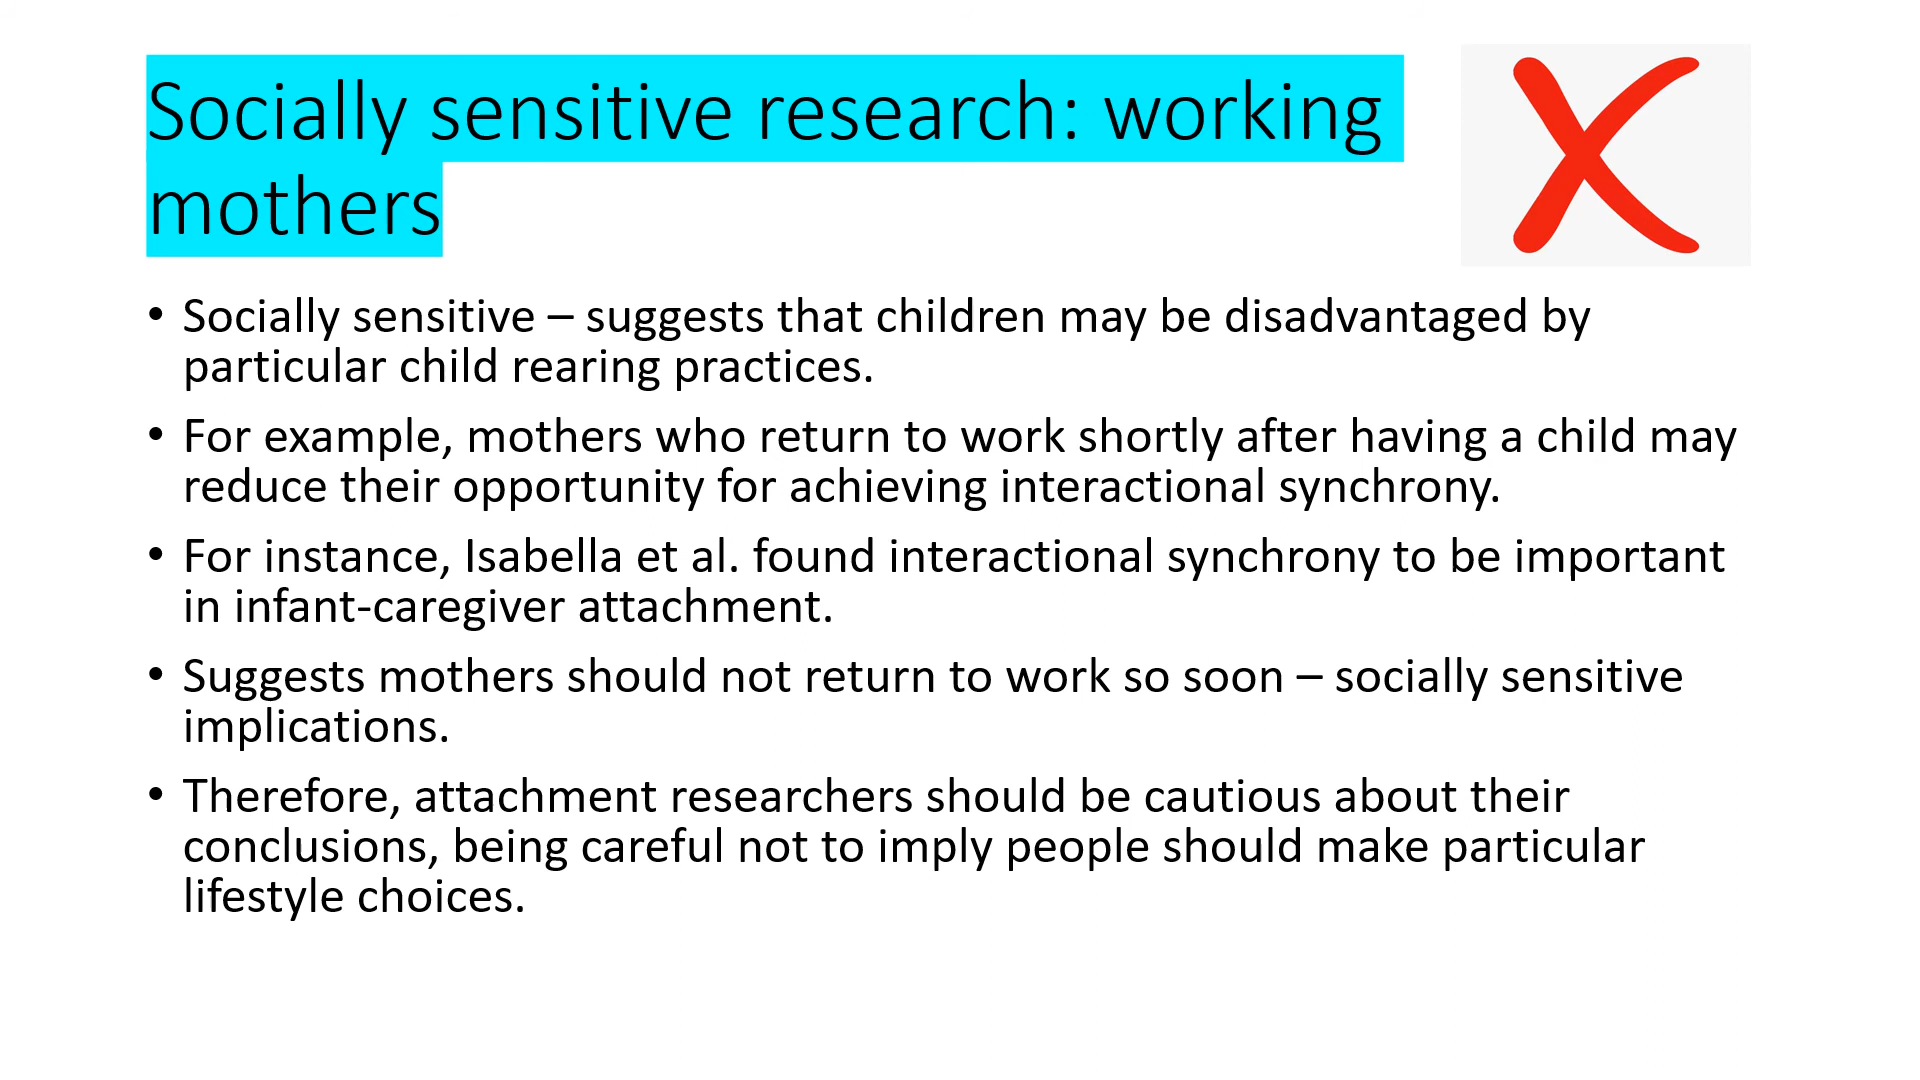 Socially sensitive research: working
mothers
• Socially sensitive – suggests that children may be disadvantaged by
particular child rearing practices.
• For example, mothers who return to work shortly after having a child may
reduce their opportunity for achieving interactional synchrony.
• For instance, Isabella et al. found interactional synchrony to be important
in infant-caregiver attachment.
• Suggests mothers should not return to work so soon – socially sensitive
implications.
• Therefore, attachment researchers should be cautious about their
conclusions, being careful not to imply people should make particular
lifestyle choices.